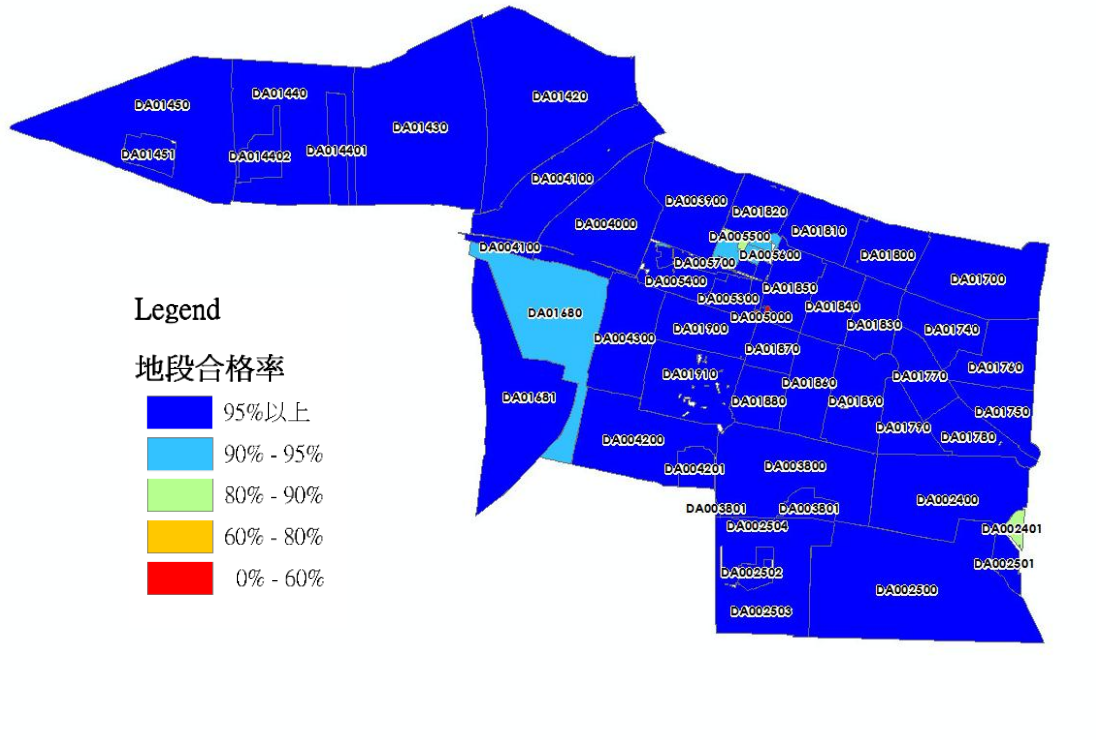 DA01450
DA01440
DA01420
DA01430
DA01451
DA014402
DA014401
DA004100
DA003900
DA01820
DA004000
DA01810
DA005500
DA004100
DA005600
DA01800
DA005700
DA005400
DA01700
DA01850
DA005300
DA01840
DA01680
DA005000
DA01830
DA01900
DA01740
DA004300
DA01870
DA01760
DA01910
DA01770
DA01860
DA01681
DA01880
DA01890
DA01750
DA01790
DA01780
DA004200
DA003800
DA004201
DA002400
DA003801
DA003801
DA002504
DA002401
DA002501
DA002502
DA002500
DA002503
Legend
地段合格率
95%以上
90% - 95%
80% - 90%
60% - 80%
0% - 60%